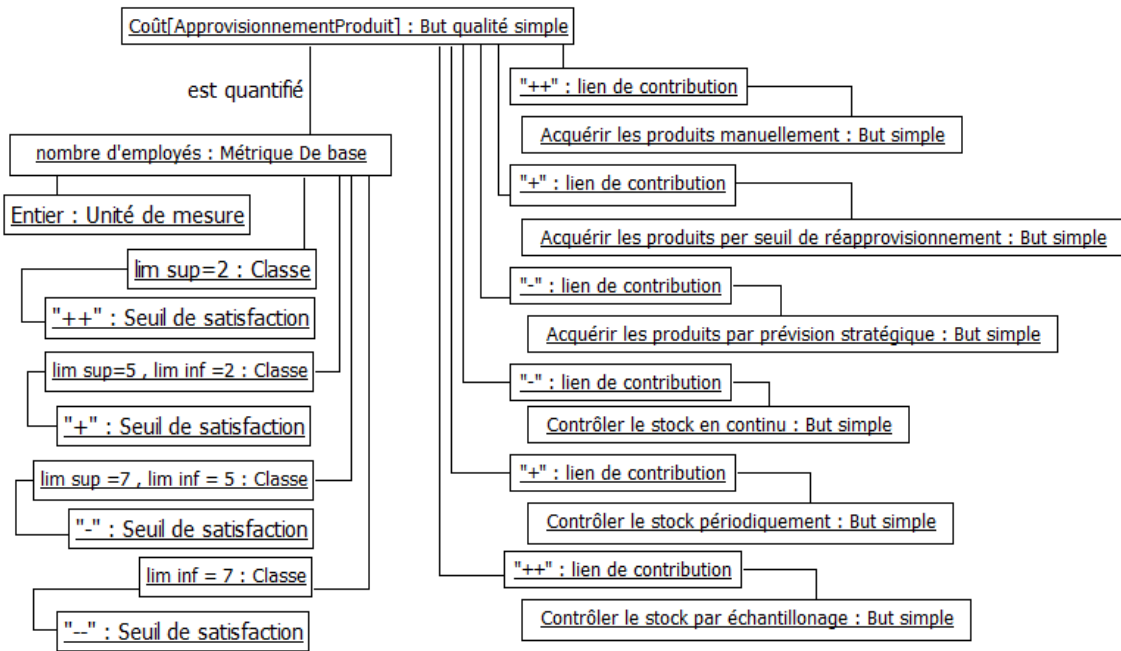 Coût[ApprovisionnementProduit] : But qualité simple
est quantifié
nombre d'employés : Métrique De base
Entier : Unité de mesure
lim sup=2 : Classe
"++" : Seuil de satisfaction
lim sup=5 , lim inf =2 : Classe
"+" : Seuil de satisfaction
lim sup =7 , lim inf = 5 : Classe
"-" : Seuil de satisfaction
lim inf = 7 : Classe
"--" : Seuil de satisfaction
"++" : lien de contribution
Acquérir les produits manuellement : But simple
"+" : lien de contribution
Acquérir les produits per seuil de réapprovisionnement : But simple
"-" : lien de contribution
Acquérir les produits par prévision stratégique : But simple
"-" : lien de contribution
Contrôler le stock en continu : But simple
"+" : lien de contribution
Contrôler le stock périodiquement : But simple
"++" : lien de contribution
Contrôler le stock par échantillonage : But simple